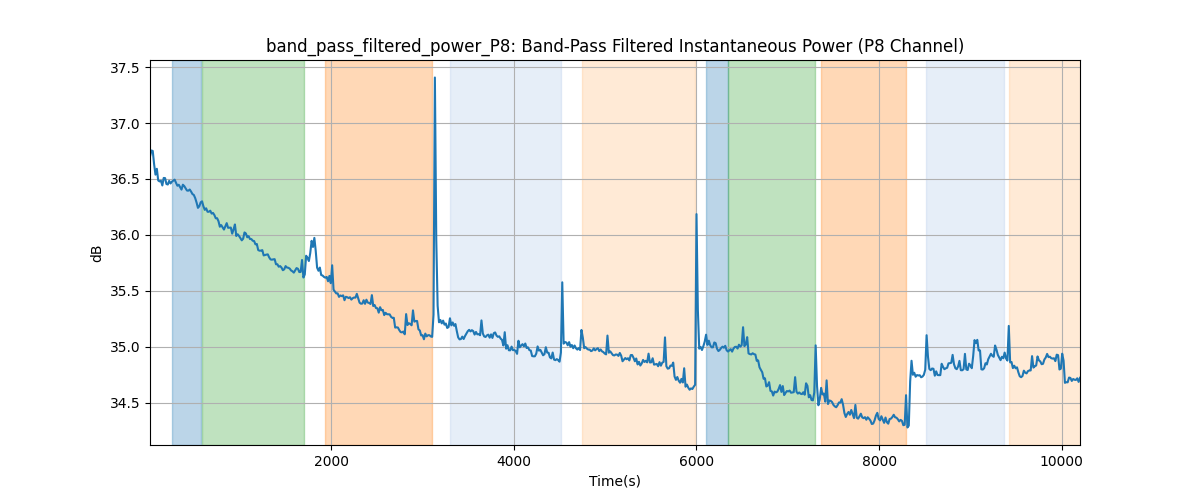 band_pass_filtered_power_P8: Band-Pass Filtered Instantaneous Power (P8 Channel)
37.5
37.0
36.5
36.0
35.5
35.0
34.5
dB
2000 4000 6000 8000 10000
Time(s)